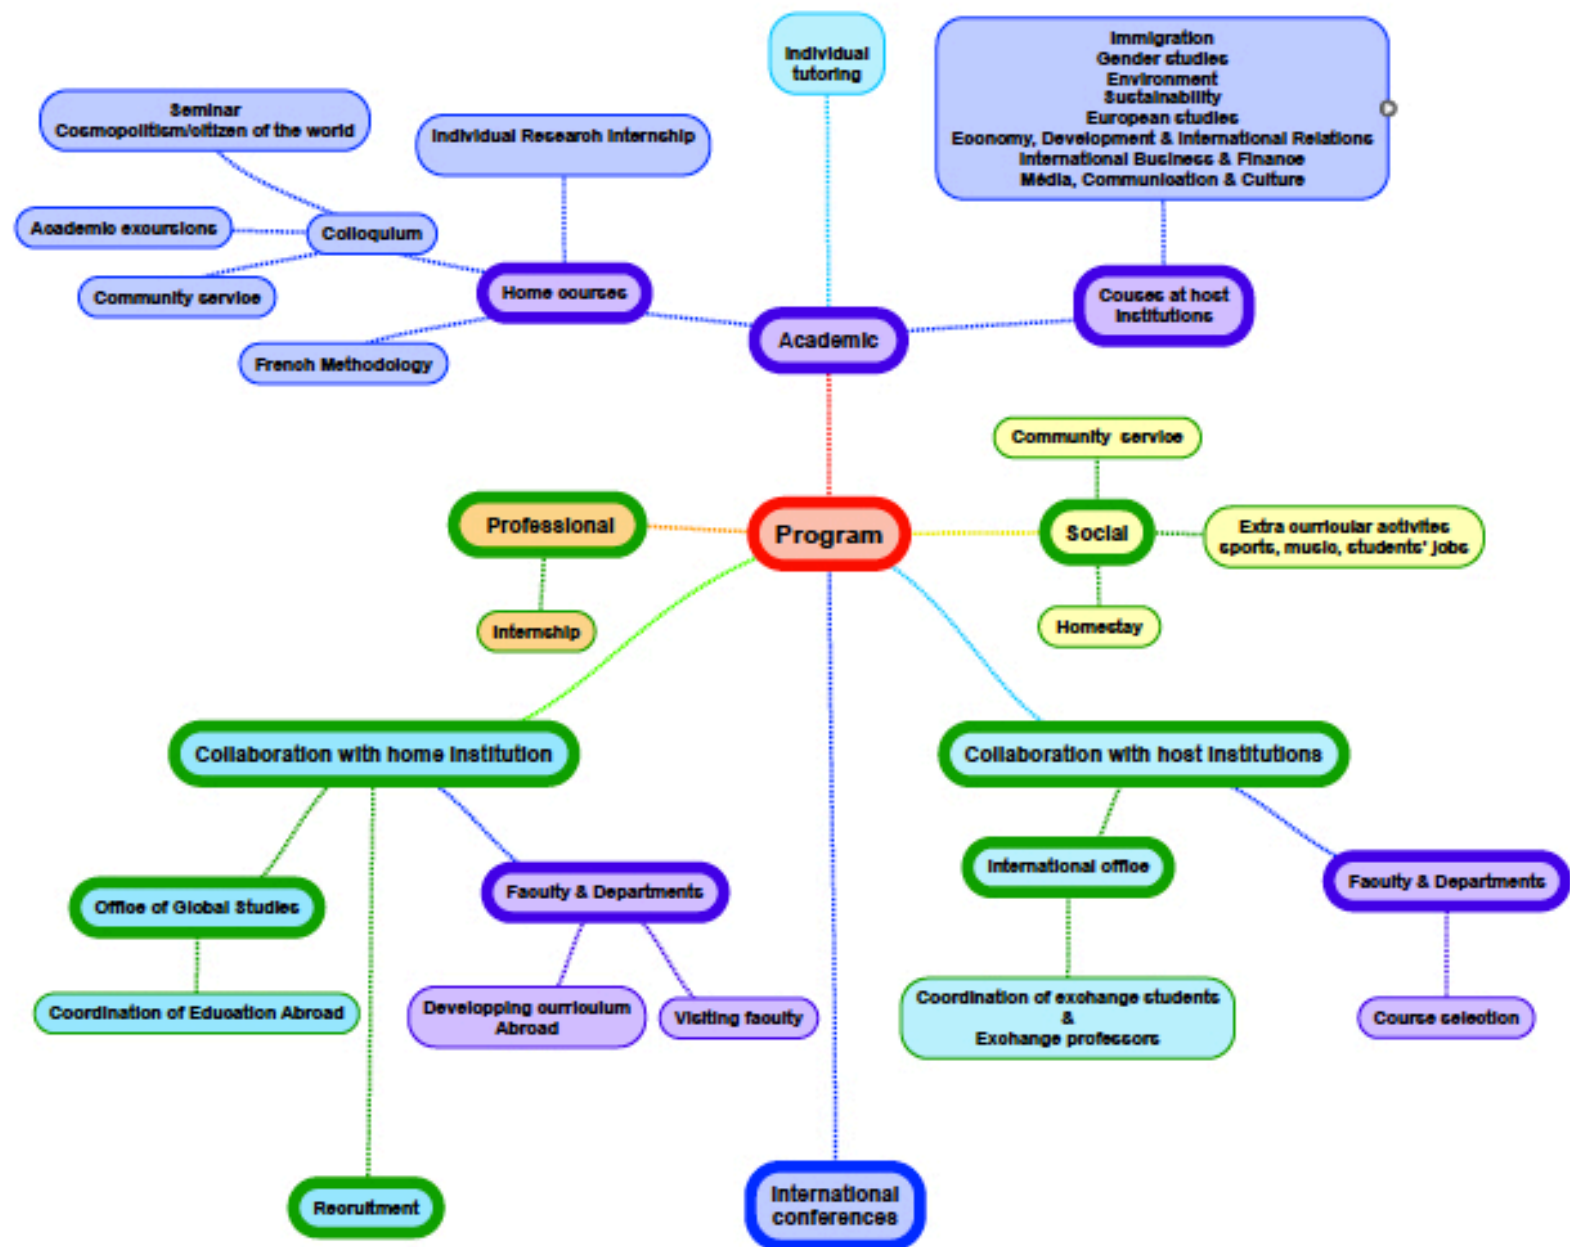 Individual
tutoring
Immigration
Gender studies
Environment
Sustainability
European studies
Economy, Development & International Relations
International Business & Finance
Média, Communication & Culture
Seminar
Cosmopolitism/citizen of the world
Individual Research Internship
Academic excursions
Colloquium
Community service
Home courses
French Methodology
Academic
Couses at host
Institutions
Community service
Professional
Program
Social
Extra curricular activites
sports, music, students' jobs
Internship
Homestay
Collaboration with home institution
Collaboration with host institutions
Office of Global Studies
Faculty & Departments
International office
Faculty & Departments
Coordination of Education Abroad
Developping curriculum
Abroad
Visiting faculty
Coordination of exchange students
&
Exchange professors
Course selection
Recruitment
International
conferences